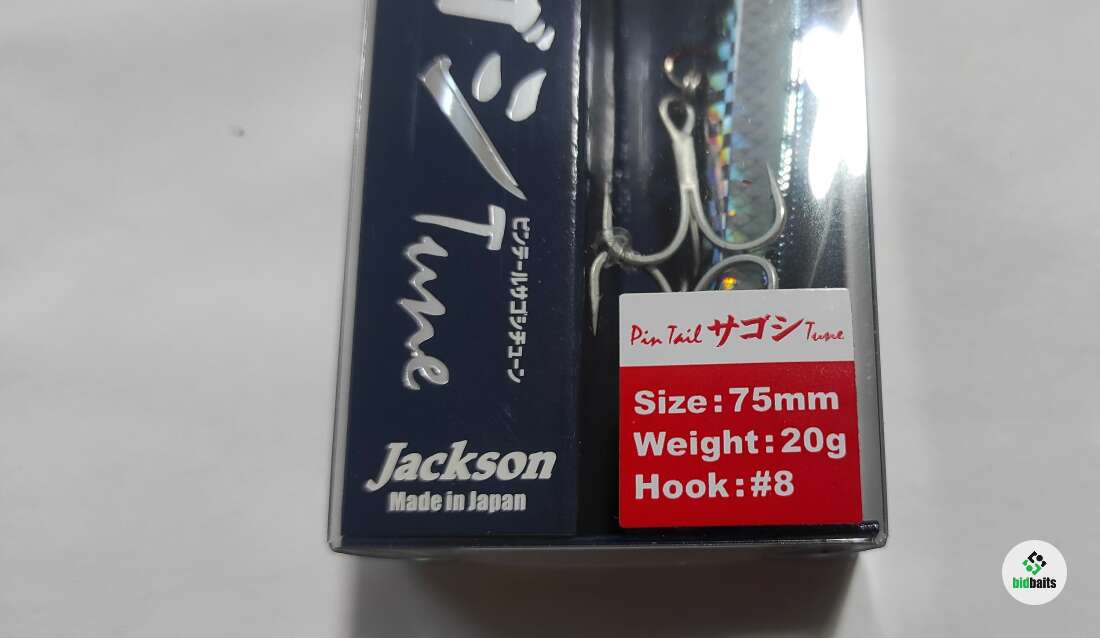 ゴシ
Tune
ピンテールサゴシチューン
Jackson
Made in Japan
Pin Tail サゴシ Tune
Size:75mm
Weight:20g
Hook:#8
bidbaits